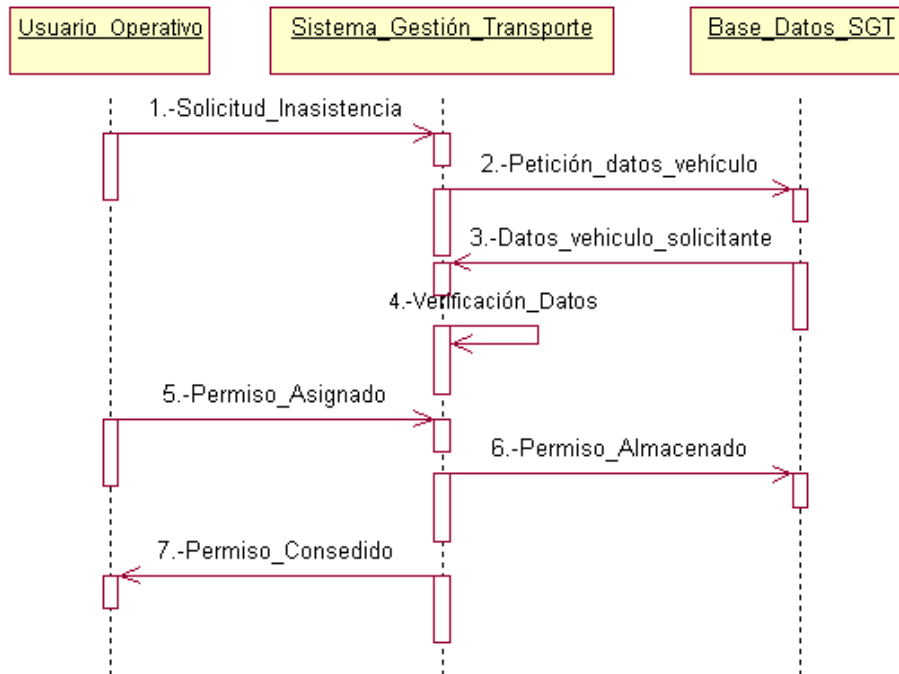 Usuario_Operativo
Sistema_Gestión_Transporte
Base_Datos_SGT
1.-Solicitud_Inasistencia
2.-Petición_datos_vehículo
3.-Datos_vehiculo_solicitante
4.-Verificación_Datos
5.-Permiso_Asignado
6.-Permiso_Almacenado
7.-Permiso_Consedido